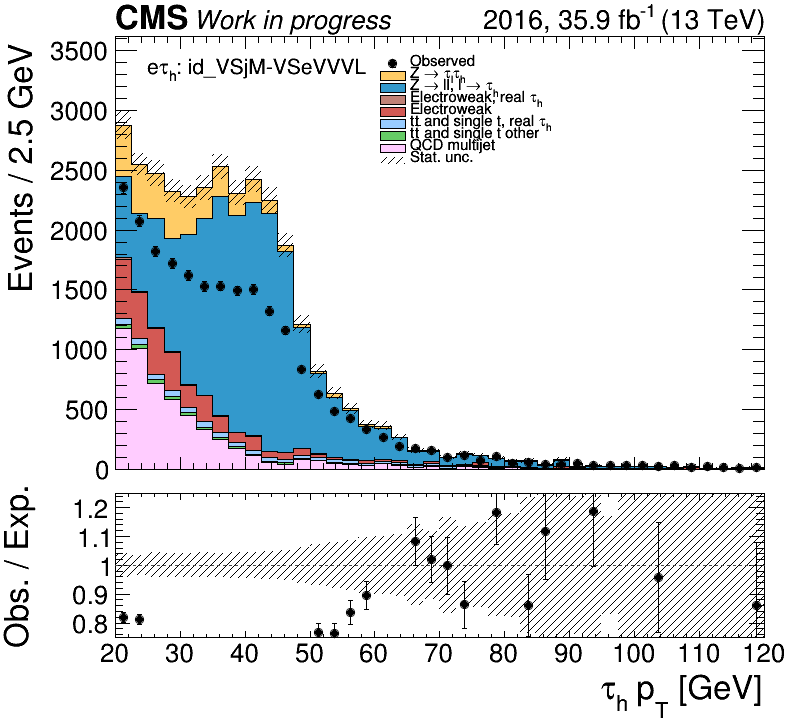 CMS Work in progress 2016, 35.9 fb⁻¹ (13 TeV)
eτh: id_VSjM-VSeVVVL
Observed
Z → ττh
Z → ll, l → τh
Electroweak, real τh
Electroweak
tt and single t, real τh
tt and single t other
QCD multijet
Stat. unc.
Events / 2.5 GeV
3500
3000
2500
2000
1500
1000
500
0
Obs. / Exp.
1.2
1.1
1
0.9
0.8
20 30 40 50 60 70 80 90 100 110 120
τh pT [GeV]